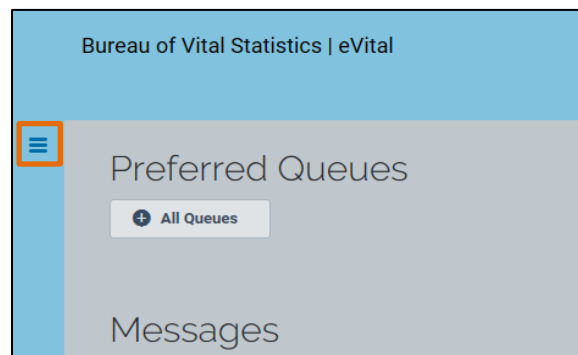 Bureau of Vital Statistics | eVital
Preferred Queues
All Queues
Messages